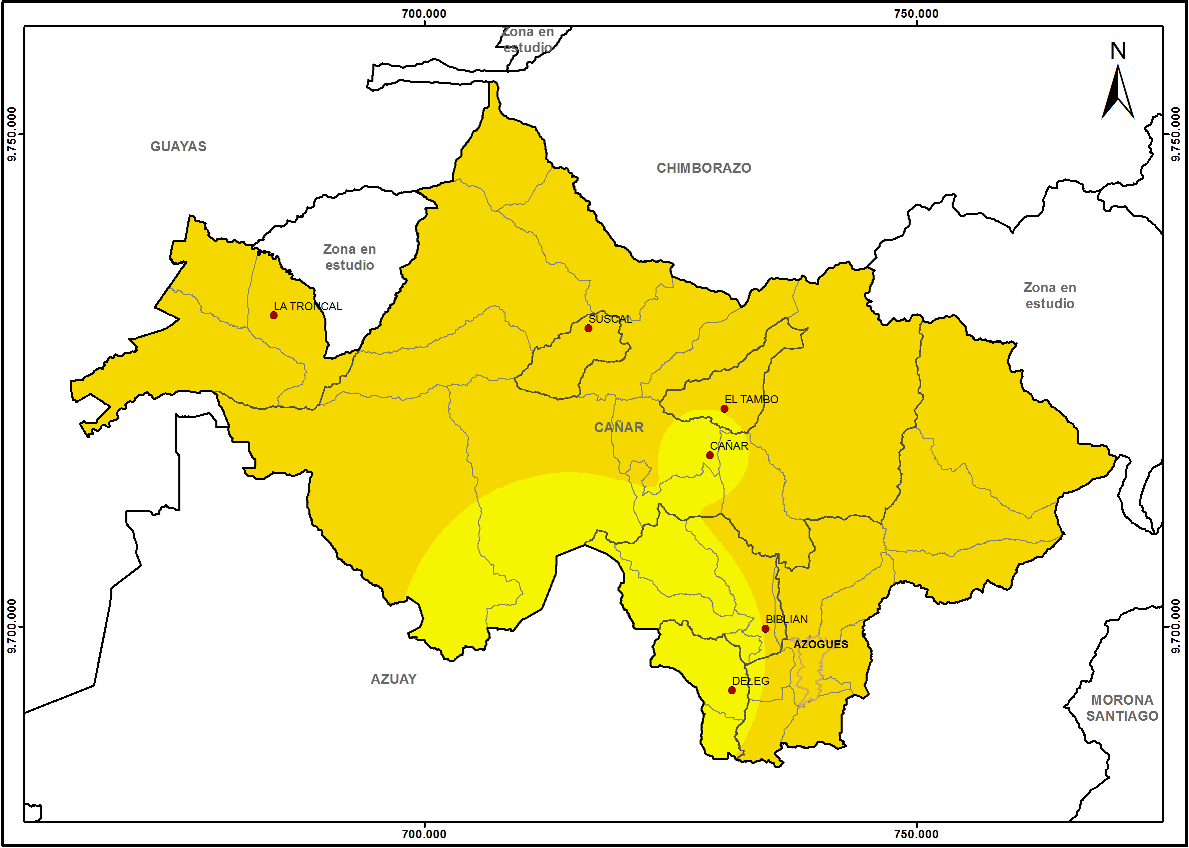 700.000
750.000
Zona en
estudio
N
9.750.000
9.750.000
GUAYAS
CHIMBORAZO
Zona en
estudio
Zona en
estudio
LA TRONCAL
SUSCAL
EL TAMBO
CAÑAR
CAÑAR
9.700.000
9.700.000
BIBLIAN
AZOGUES
AZUAY
DELEG
MORONA
SANTIAGO
700.000
750.000